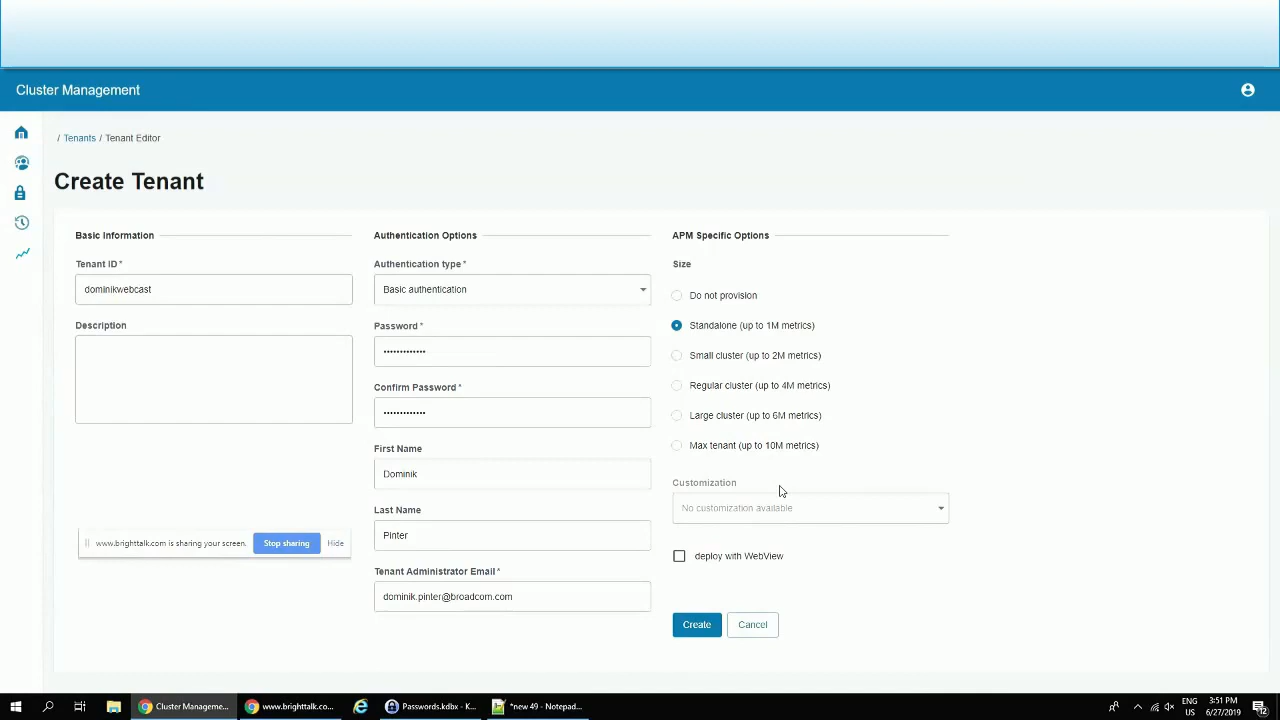 Cluster Management
/ Tenants / Tenant Editor
Create Tenant
Basic Information
Tenant ID *
dominikwebcast
Description
www.brighttalk.com is sharing your screen.
Stop sharing
Hide
Authentication Options
Authentication type *
Basic authentication
Password *
•••••••••••••
Confirm Password *
•••••••••••••
First Name
Dominik
Last Name
Pinter
Tenant Administrator Email *
dominik.pinter@broadcom.com
APM Specific Options
Size
Do not provision
Standalone (up to 1M metrics)
Small cluster (up to 2M metrics)
Regular cluster (up to 4M metrics)
Large cluster (up to 6M metrics)
Max tenant (up to 10M metrics)
Customization
No customization available
deploy with WebView
Create
Cancel
Cluster Manageme...
www.brighttalk.co...
Passwords.kdbx - K...
*new 49 - Notepad...
ENG
US
3:51 PM
6/27/2019
12